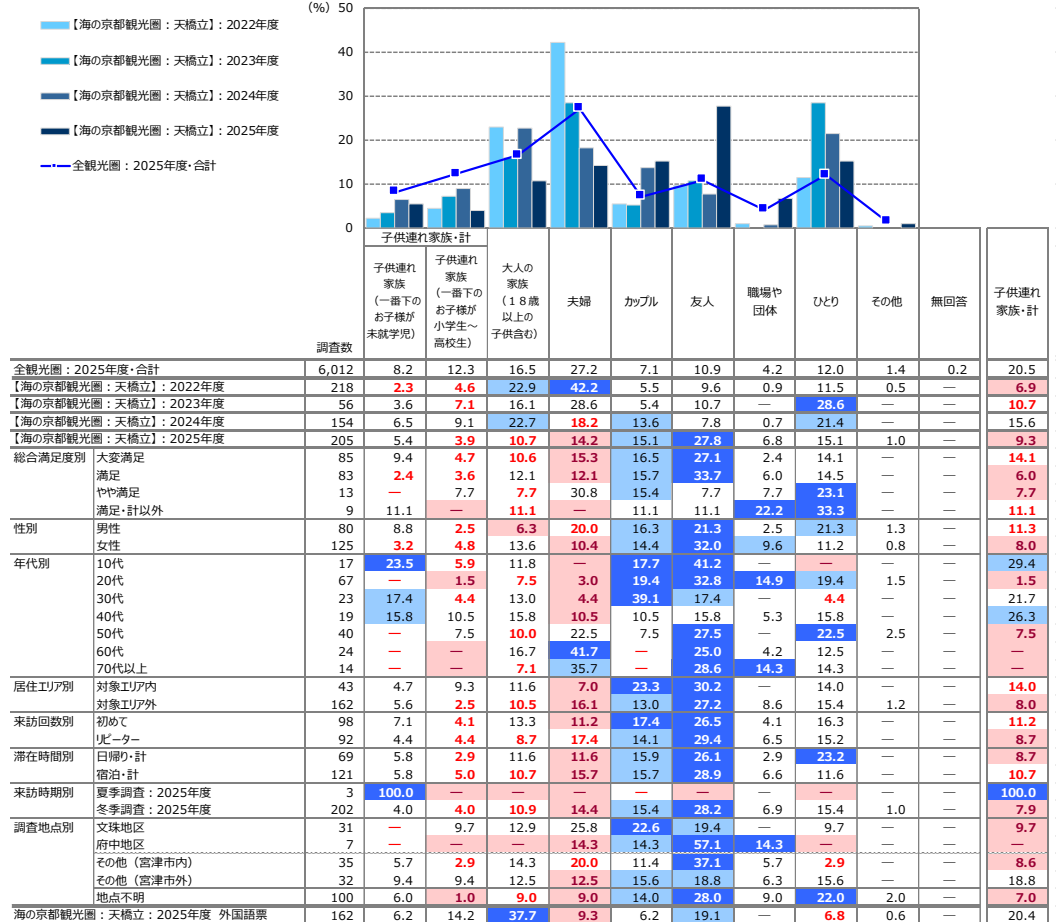 (%)
50
40
30
20
10
0
【海の京都観光圏：天橋立】：2022年度
【海の京都観光圏：天橋立】：2023年度
【海の京都観光圏：天橋立】：2024年度
【海の京都観光圏：天橋立】：2025年度
全観光圏：2025年度・合計
子供連れ家族・計
調査数
子供連れ
家族
（一番下の
お子様が
未就学児）
子供連れ
家族
（一番下の
お子様が
小学生～
高校生）
大人の
家族
（１８歳
以上の
子供含む）
夫婦
カップル
友人
職場や
団体
ひとり
その他
無回答
子供連れ
家族・計
全観光圏：2025年度・合計 6,012 8.2 12.3 16.5 27.2 7.1 10.9 4.2 12.0 1.4 0.2 20.5
【海の京都観光圏：天橋立】：2022年度 218 2.3 4.6 22.9 42.2 5.5 9.6 0.9 11.5 0.5 — 6.9
【海の京都観光圏：天橋立】：2023年度 56 3.6 7.1 16.1 28.6 5.4 10.7 — 28.6 — — 10.7
【海の京都観光圏：天橋立】：2024年度 154 6.5 9.1 22.7 18.2 13.6 7.8 0.7 21.4 — — 15.6
【海の京都観光圏：天橋立】：2025年度 205 5.4 3.9 10.7 14.2 15.1 27.8 6.8 15.1 1.0 — 9.3
総合満足度別 大変満足 85 9.4 4.7 10.6 15.3 16.5 27.1 2.4 14.1 — — 14.1
満足 83 2.4 3.6 12.1 12.1 15.7 33.7 7.2 14.5 — — 6.0
やや満足 13 — 7.7 7.7 30.8 15.4 7.7 7.7 23.1 — — 7.7
満足・計以外 9 11.1 — 11.1 — 11.1 11.1 22.2 33.3 — — 11.1
性別 男性 80 8.8 2.5 6.3 20.0 16.3 21.3 2.5 21.3 1.3 — 11.3
女性 125 3.2 4.8 13.6 10.4 14.4 32.0 9.6 11.2 0.8 — 8.0
年代別 10代 17 23.5 5.9 11.8 — 17.7 41.2 — — — — 29.4
20代 67 — 1.5 7.5 3.0 19.4 32.8 14.9 19.4 1.5 — 1.5
30代 23 17.4 4.4 13.0 4.4 39.1 17.4 — 4.4 — — 21.7
40代 19 15.8 10.5 15.8 10.5 10.5 15.8 5.3 15.8 — — 26.3
50代 40 — 7.5 10.0 22.5 7.5 27.5 — 22.5 2.5 — 7.5
60代 24 — — 16.7 41.7 — 25.0 4.2 12.5 — — —
70代以上 14 — — 7.1 35.7 — 28.6 14.3 14.3 — — —
居住エリア別 対象エリア内 43 4.7 9.3 11.6 7.0 23.3 30.2 — 14.0 — — 14.0
対象エリア外 162 5.6 2.5 10.5 16.1 13.0 27.2 8.6 15.4 1.2 — 8.0
来訪回数別 初めて 98 7.1 4.1 13.3 11.2 17.4 26.5 4.1 16.3 — — 11.2
リピーター 92 4.4 4.4 8.7 17.4 14.1 29.4 6.5 15.2 — — 8.7
滞在時間別 日帰り・計 69 5.8 2.9 11.6 11.6 15.9 26.1 2.9 23.2 — — 8.7
宿泊・計 121 5.8 5.0 10.7 15.7 15.7 28.9 6.6 11.6 — — 10.7
来訪時期別 夏季調査：2025年度 3 100.0 — — — — — — — — — 100.0
冬季調査：2025年度 202 4.0 4.0 10.9 14.4 15.4 28.2 6.9 15.4 1.0 — 7.9
調査地点別 文珠地区 31 — 9.7 12.9 25.8 22.6 19.4 — 9.7 — — 9.7
府中地区 7 — — — 14.3 14.3 57.1 14.3 — — — —
その他（宮津市内） 35 5.7 2.9 14.3 20.0 11.4 37.1 5.7 2.9 — — 8.6
その他（宮津市外） 32 9.4 9.4 12.5 12.5 15.6 18.8 6.3 15.6 — — 18.8
地点不明 100 6.0 1.0 9.0 9.0 14.0 28.0 9.0 22.0 2.0 — 7.0
海の京都観光圏：天橋立：2025年度 外国語票 162 6.2 14.2 37.7 9.3 6.2 19.1 — 6.8 0.6 — 20.4